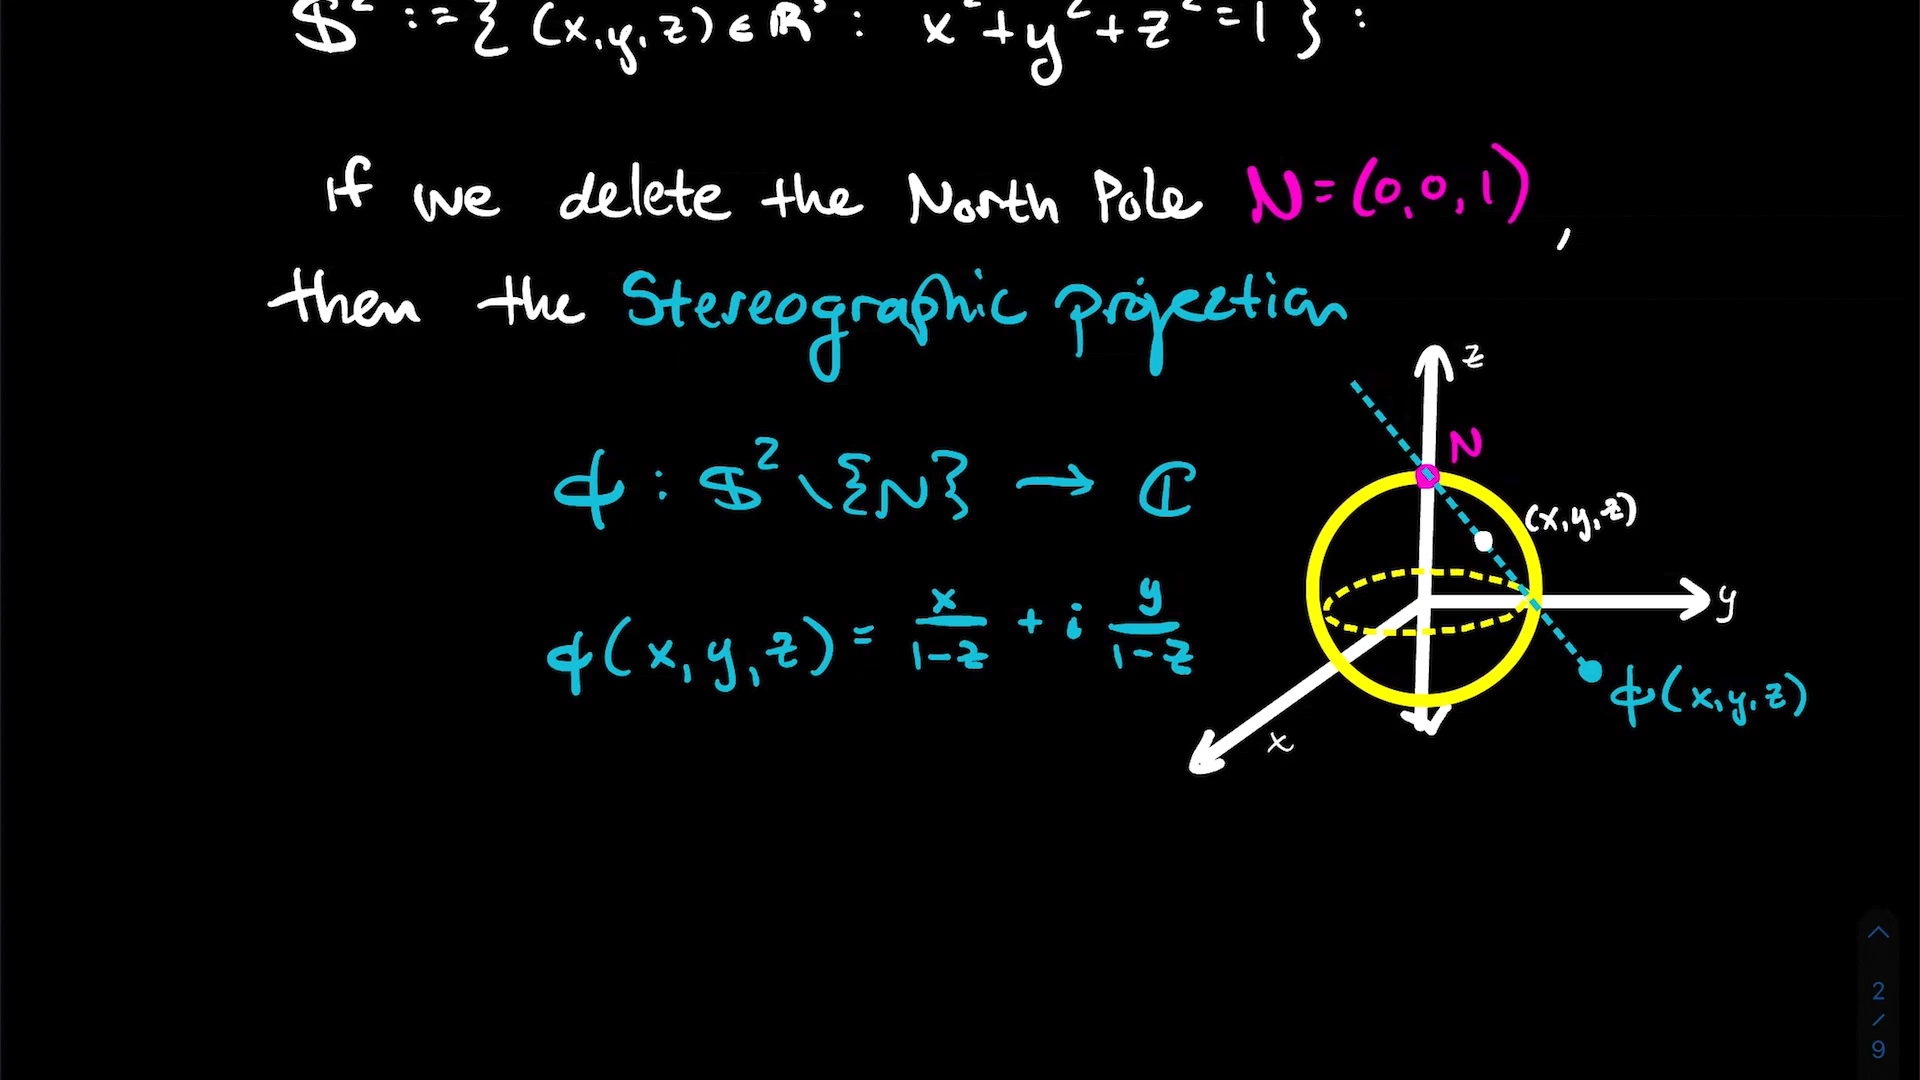 𝕊² := { (x,y,z) ∈ ℝ³ : x² + y² + z² = 1 } :
If we delete the North Pole N = (0,0,1) ,
then the Stereographic projection
z
N
ϕ : 𝕊² \ {N} → ℂ
(x,y,z)
ϕ(x,y,z) = x/(1-z) + i y/(1-z)
y
ϕ(x,y,z)
x
2
/
9